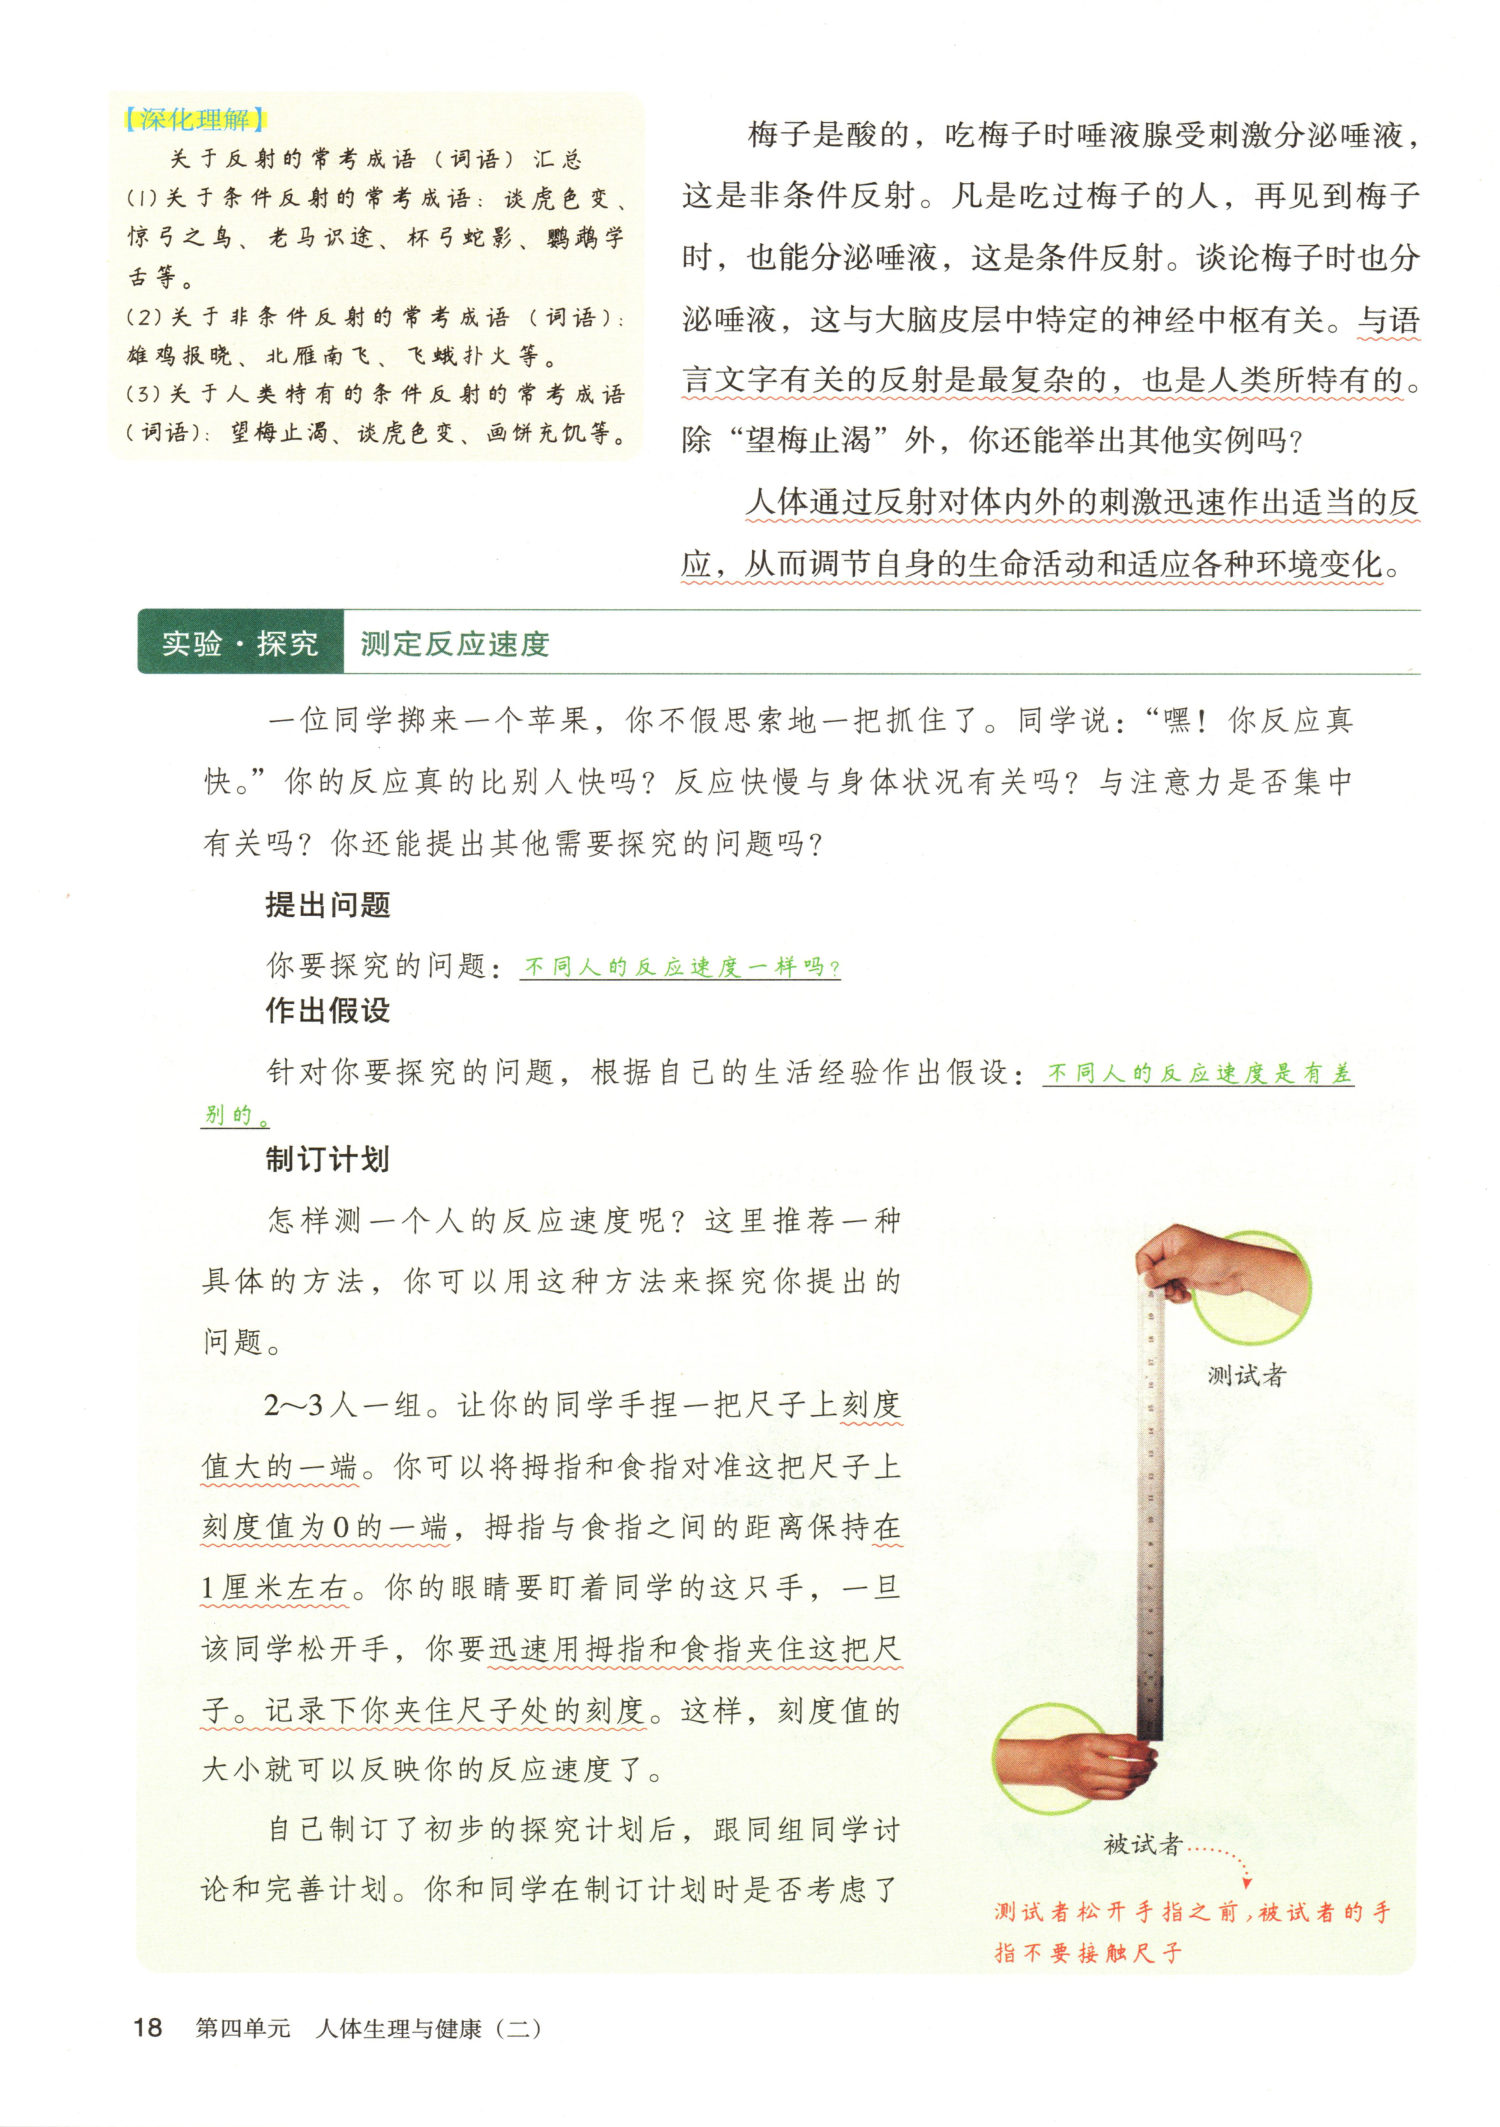 【深化理解】
关于反射的常考成语（词语）汇总
(1)关于条件反射的常考成语：谈虎色变、
惊弓之鸟、老马识途、杯弓蛇影、鹦鹉学
舌等。
(2)关于非条件反射的常考成语（词语）：
雄鸡报晓、北雁南飞、飞蛾扑火等。
(3)关于人类特有的条件反射的常考成语
（词语）：望梅止渴、谈虎色变、画饼充饥等。
梅子是酸的，吃梅子时唾液腺受刺激分泌唾液，
这是非条件反射。凡是吃过梅子的人，再见到梅子
时，也能分泌唾液，这是条件反射。谈论梅子时也分
泌唾液，这与大脑皮层中特定的神经中枢有关。与语
言文字有关的反射是最复杂的，也是人类所特有的。
除“望梅止渴”外，你还能举出其他实例吗？
人体通过反射对体内外的刺激迅速作出适当的反
应，从而调节自身的生命活动和适应各种环境变化。
实验·探究 测定反应速度
一位同学掷来一个苹果，你不假思索地一把抓住了。同学说：“嘿！你反应真
快。”你的反应真的比别人快吗？反应快慢与身体状况有关吗？与注意力是否集中
有关吗？你还能提出其他需要探究的问题吗？
提出问题
你要探究的问题：不同人的反应速度一样吗？
作出假设
针对你要探究的问题，根据自己的生活经验作出假设：不同人的反应速度是有差
别的。
制订计划
怎样测一个人的反应速度呢？这里推荐一种
具体的方法，你可以用这种方法来探究你提出的
问题。
2～3人一组。让你的同学手捏一把尺子上刻度
值大的一端。你可以将拇指和食指对准这把尺子上
刻度值为0的一端，拇指与食指之间的距离保持在
1厘米左右。你的眼睛要盯着同学的这只手，一旦
该同学松开手，你要迅速用拇指和食指夹住这把尺
子。记录下你夹住尺子处的刻度。这样，刻度值的
大小就可以反映你的反应速度了。
自己制订了初步的探究计划后，跟同组同学讨
论和完善计划。你和同学在制订计划时是否考虑了
测试者
被试者
测试者松开手指之前，被试者的手
指不要接触尺子
18 第四单元 人体生理与健康（二）